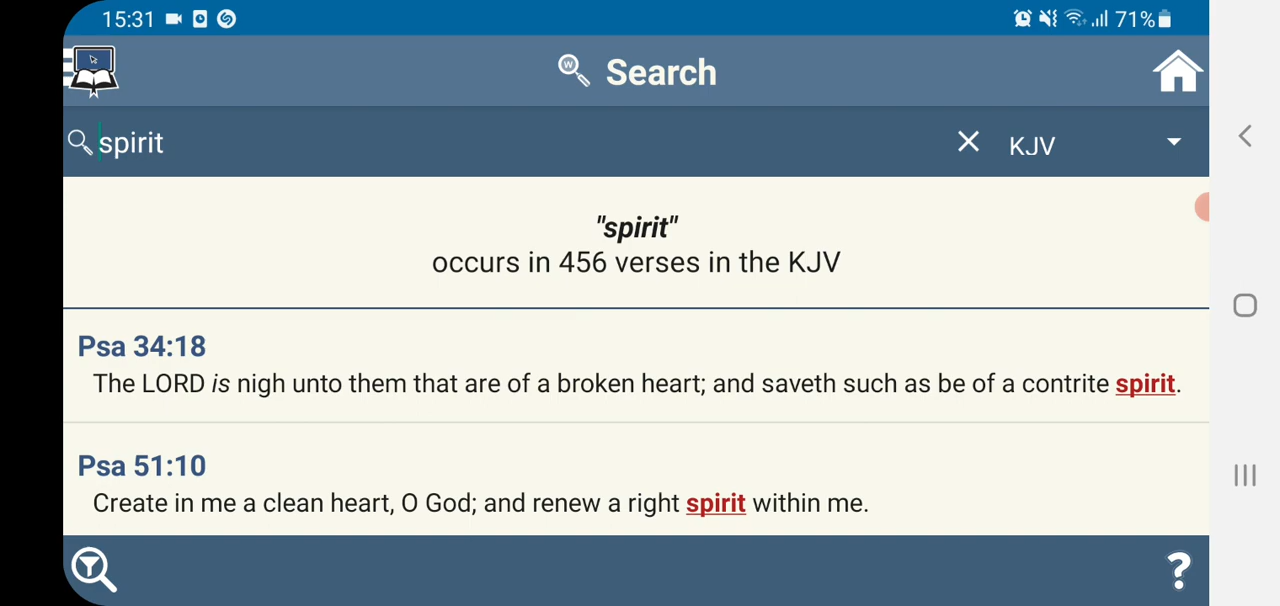 15:31 71%
Search
spirit KJV
"spirit"
occurs in 456 verses in the KJV
Psa 34:18
The LORD is nigh unto them that are of a broken heart; and saveth such as be of a contrite spirit.
Psa 51:10
Create in me a clean heart, O God; and renew a right spirit within me.
?